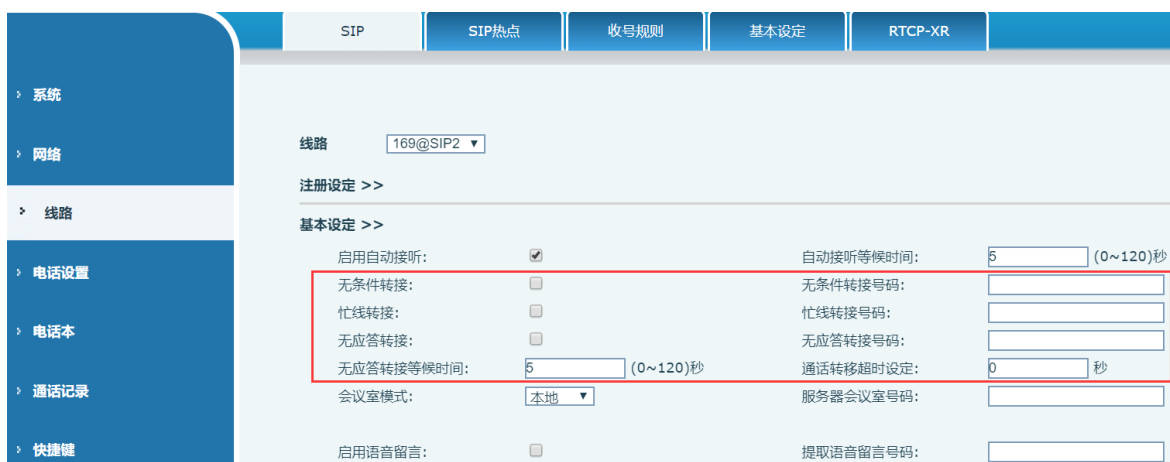 SIP SIP热点 收号规则 基本设定 RTCP-XR
系统
网络
线路
电话设置
电话本
通话记录
快捷键
线路 169@SIP2
注册设定 >>
基本设定 >>
启用自动接听: 自动接听等候时间: 5 (0~120)秒
无条件转接: 无条件转接号码:
忙线转接: 忙线转接号码:
无应答转接: 无应答转接号码:
无应答转接等候时间: 5 (0~120)秒 通话转移超时设定: 0 秒
会议室模式: 本地 服务器会议室号码:
启用语音留言: 提取语音留言号码: